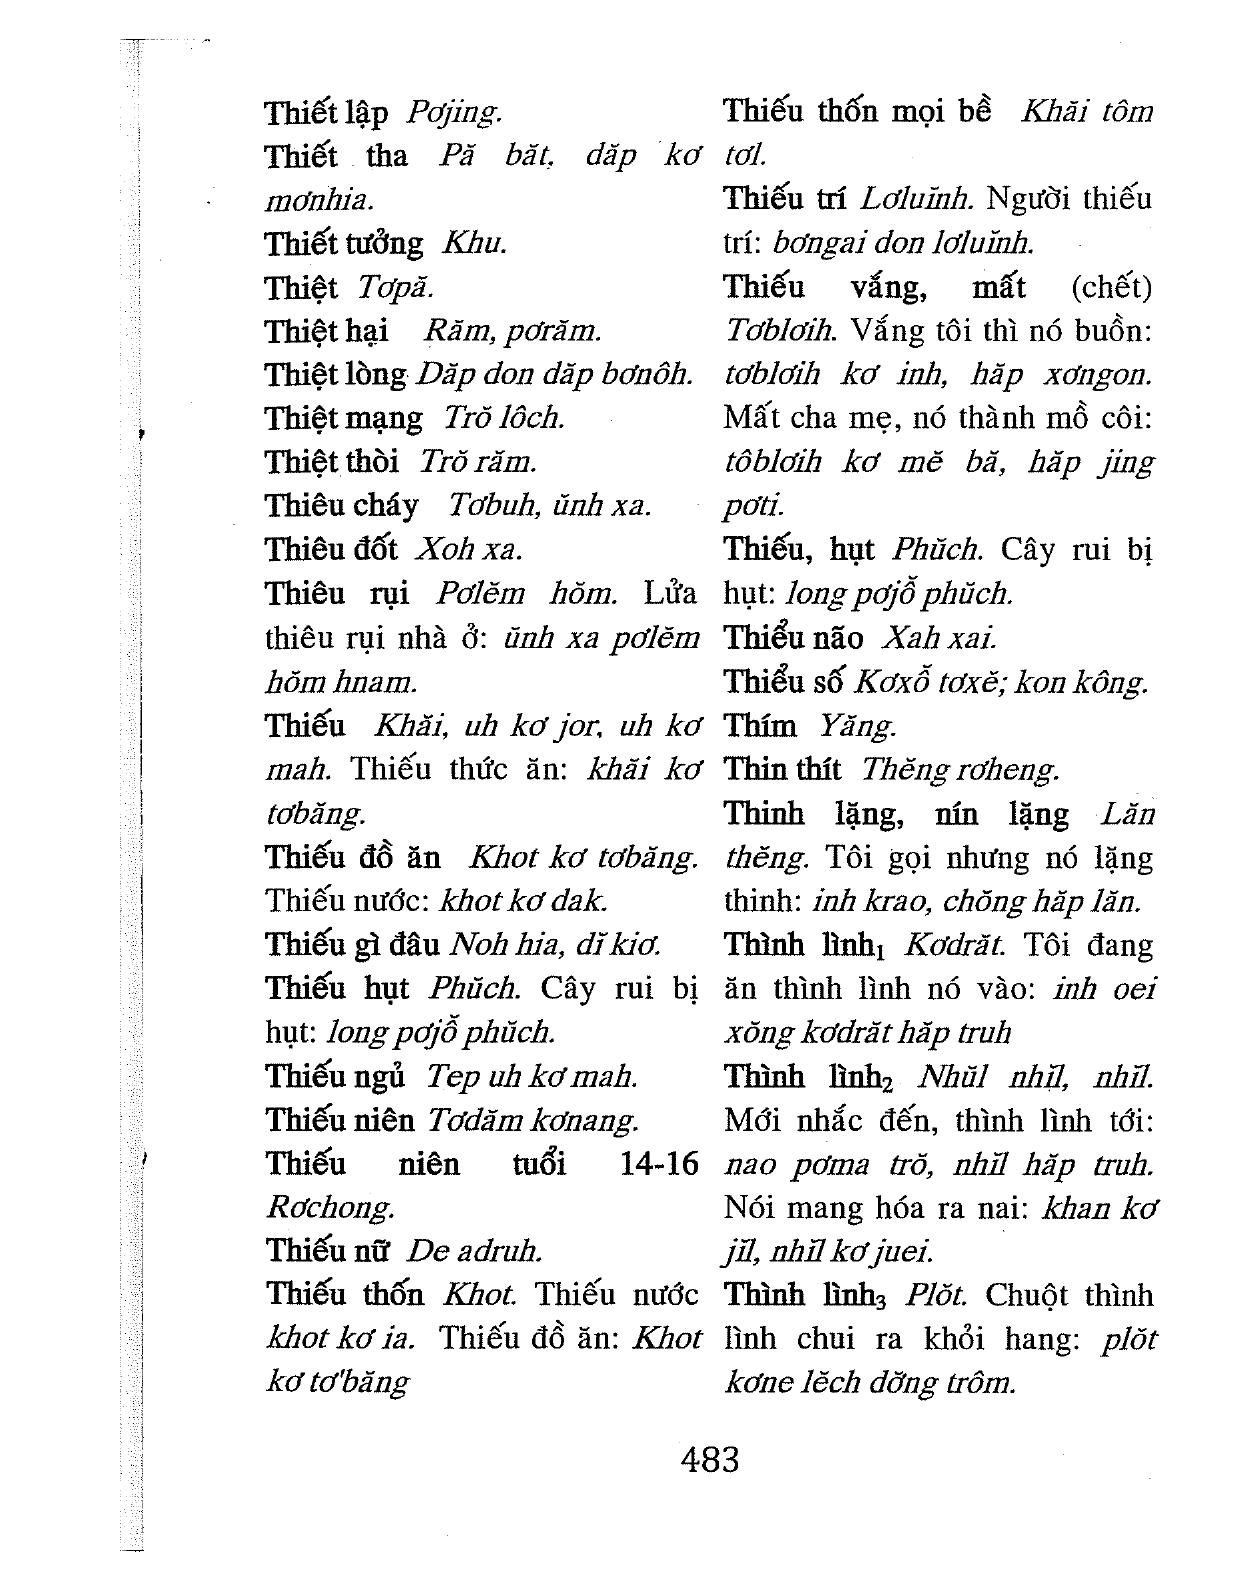 Thiết lập Pơjing.
Thiết tha Pă băt, dăp kơ
mơnhia.
Thiết tưởng Khu.
Thiệt Tơpă.
Thiệt hại Răm, pơrăm.
Thiệt lòng Dăp don dăp bơnôh.
Thiệt mạng Trŏ lôch.
Thiệt thòi Trŏ răm.
Thiêu cháy Tơbuh, ŭnh xa.
Thiêu đốt Xoh xa.
Thiêu rụi Pơlĕm hŏm. Lửa
thiêu rụi nhà ở: ŭnh xa pơlĕm
hŏm hnam.
Thiếu Khăi, uh kơ jor, uh kơ
mah. Thiếu thức ăn: khăi kơ
tơbăng.
Thiếu đồ ăn Khot kơ tơbăng.
Thiếu nước: khot kơ dak.
Thiếu gì đâu Noh hia, dĭ kiơ.
Thiếu hụt Phŭch. Cây rui bị
hụt: long pơjỗ phŭch.
Thiếu ngủ Tep uh kơ mah.
Thiếu niên Tơdăm kơnang.
Thiếu niên tuổi 14-16
Rơchong.
Thiếu nữ De adruh.
Thiếu thốn Khot. Thiếu nước
khot kơ ia. Thiếu đồ ăn: Khot
kơ tơ'băng
Thiếu thốn mọi bề Khăi tôm
tơl.
Thiếu trí Lơluĭnh. Người thiếu
trí: bơngai don lơluĭnh.
Thiếu vắng, mất (chết)
Tơblơih. Vắng tôi thì nó buồn:
tơblơih kơ inh, hăp xơngon.
Mất cha mẹ, nó thành mồ côi:
tôblơih kơ mĕ bă, hăp jing
pơti.
Thiếu, hụt Phŭch. Cây rui bị
hụt: long pơjỗ phŭch.
Thiểu não Xah xai.
Thiểu số Kơxỗ tơxĕ; kon kông.
Thím Yăng.
Thin thít Thĕng rơheng.
Thinh lặng, nín lặng Lăn
thĕng. Tôi gọi nhưng nó lặng
thinh: inh krao, chŏng hăp lăn.
Thình lình₁ Kơdrăt. Tôi đang
ăn thình lình nó vào: inh oei
xŏng kơdrăt hăp truh
Thình lình₂ Nhŭl nhĭl, nhĭl.
Mới nhắc đến, thình lình tới:
nao pơma trŏ, nhĭl hăp truh.
Nói mang hóa ra nai: khan kơ
jĭl, nhĭl kơ juei.
Thình lình₃ Plŏt. Chuột thình
lình chui ra khỏi hang: plŏt
kơne lĕch dơ̆ng trôm.
483